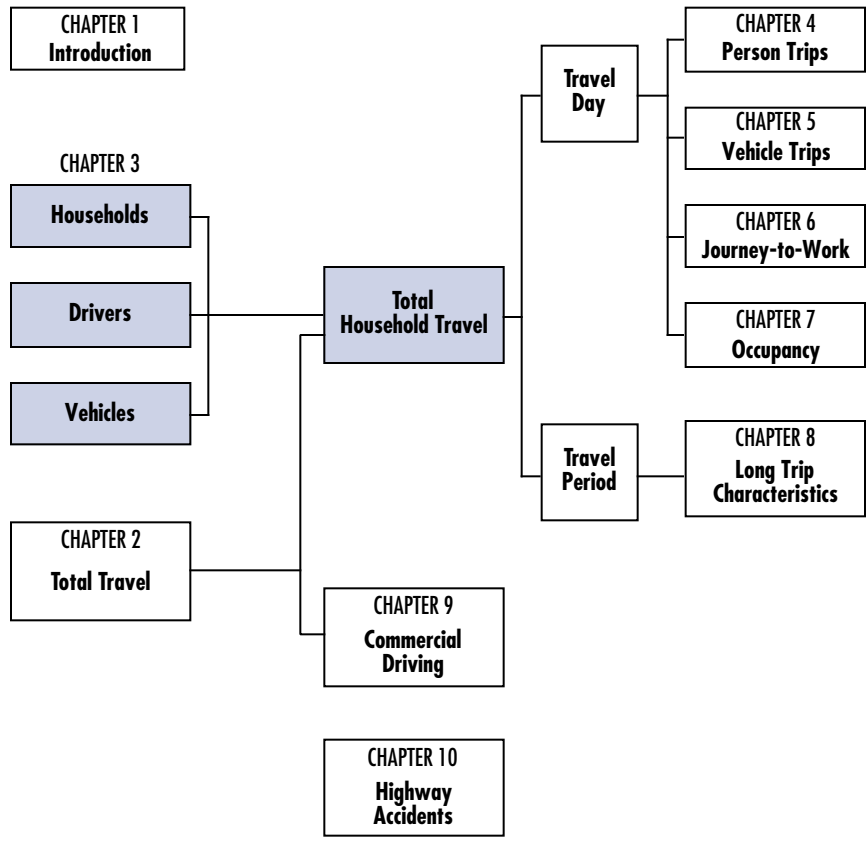 CHAPTER 1
Introduction
CHAPTER 3
Households
Drivers
Vehicles
CHAPTER 2
Total Travel
Total
Household Travel
CHAPTER 9
Commercial
Driving
CHAPTER 10
Highway
Accidents
Travel
Day
Travel
Period
CHAPTER 4
Person Trips
CHAPTER 5
Vehicle Trips
CHAPTER 6
Journey-to-Work
CHAPTER 7
Occupancy
CHAPTER 8
Long Trip
Characteristics